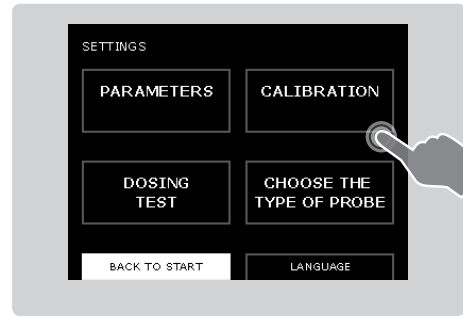 SETTINGS
PARAMETERS
CALIBRATION
DOSING
TEST
CHOOSE THE
TYPE OF PROBE
BACK TO START
LANGUAGE